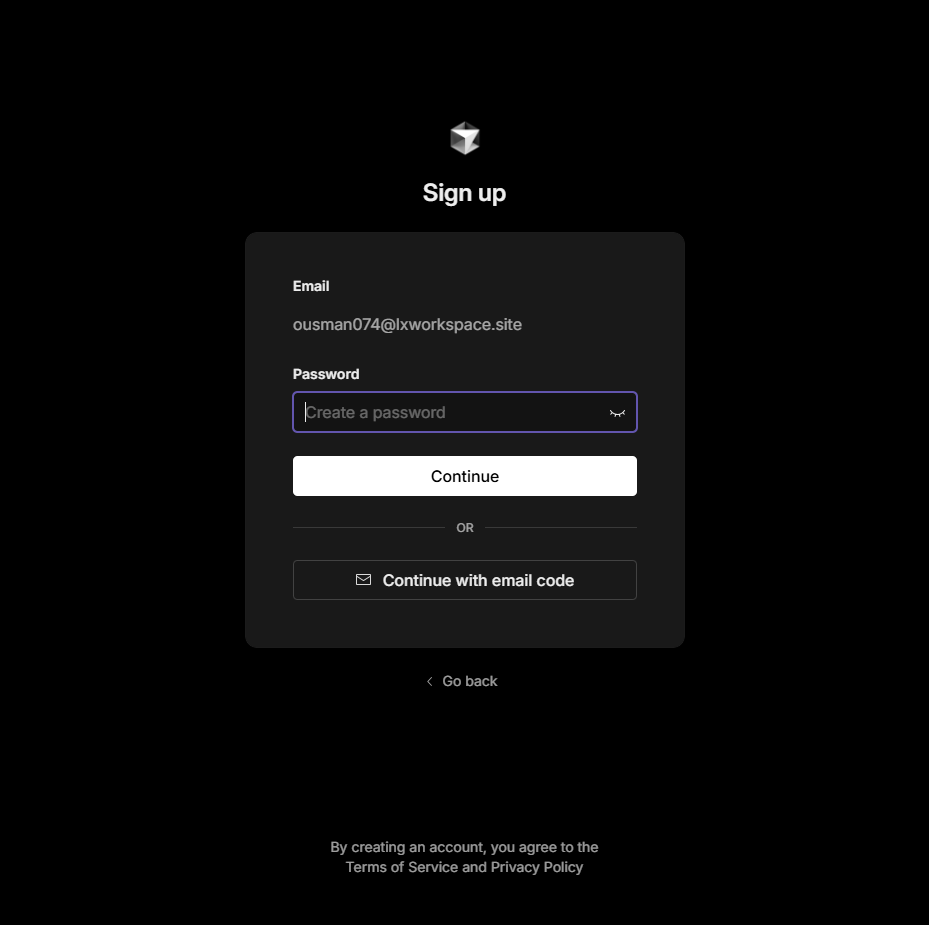 Sign up
Email
ousman074@lxworkspace.site
Password
Create a password
Continue
OR
Continue with email code
Go back
By creating an account, you agree to the
Terms of Service and Privacy Policy